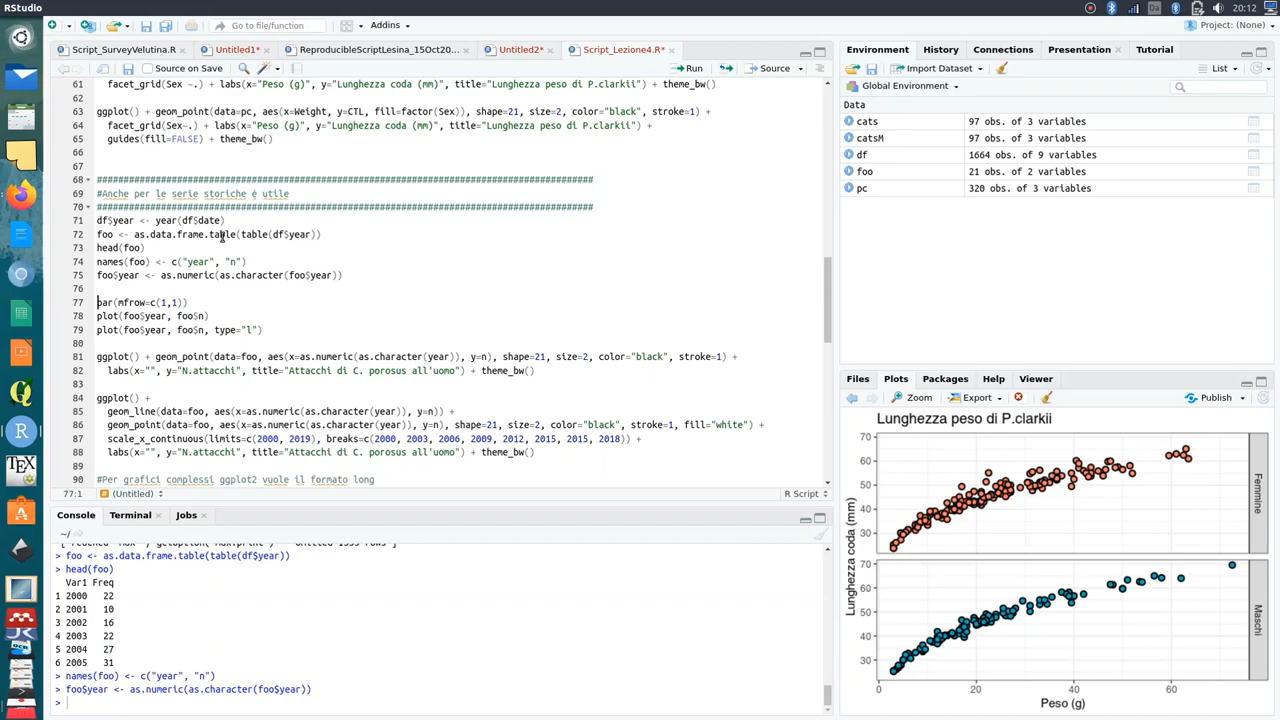 RStudio
Da
20:12
Go to file/function
Addins
Project: (None)
Script_SurveyVelutina.R
Untitled1*
ReproducibleScriptLesina_15Oct20...
Untitled2*
Script_Lezione4.R*
Source on Save
Run
Source
61 facet_grid(Sex ~.) + labs(x="Peso (g)", y="Lunghezza coda (mm)", title="Lunghezza peso di P.clarkii") + theme_bw()
62
63 ggplot() + geom_point(data=pc, aes(x=Weight, y=CTL, fill=factor(Sex)), shape=21, size=2, color="black", stroke=1) +
64 facet_grid(Sex~.) + labs(x="Peso (g)", y="Lunghezza coda (mm)", title="Lunghezza peso di P.clarkii") +
65 guides(fill=FALSE) + theme_bw()
66
67
68 ########################################################################################
69 #Anche per le serie storiche è utile
70 ########################################################################################
71 df$year <- year(df$date)
72 foo <- as.data.frame.table(table(df$year))
73 head(foo)
74 names(foo) <- c("year", "n")
75 foo$year <- as.numeric(as.character(foo$year))
76
77 par(mfrow=c(1,1))
78 plot(foo$year, foo$n)
79 plot(foo$year, foo$n, type="l")
80
81 ggplot() + geom_point(data=foo, aes(x=as.numeric(as.character(year)), y=n), shape=21, size=2, color="black", stroke=1) +
82 labs(x="", y="N.attacchi", title="Attacchi di C. porosus all'uomo") + theme_bw()
83
84 ggplot() +
85 geom_line(data=foo, aes(x=as.numeric(as.character(year)), y=n)) +
86 geom_point(data=foo, aes(x=as.numeric(as.character(year)), y=n), shape=21, size=2, color="black", stroke=1, fill="white") +
87 scale_x_continuous(limits=c(2000, 2019), breaks=c(2000, 2003, 2006, 2009, 2012, 2015, 2015, 2018)) +
88 labs(x="", y="N.attacchi", title="Attacchi di C. porosus all'uomo") + theme_bw()
89
90 #Per grafici complessi ggplot2 vuole il formato long
77:1
(Untitled)
R Script
Console
Terminal
Jobs
~/
> foo <- as.data.frame.table(table(df$year))
> head(foo)
Var1 Freq
1 2000 22
2 2001 10
3 2002 16
4 2003 22
5 2004 27
6 2005 31
> names(foo) <- c("year", "n")
> foo$year <- as.numeric(as.character(foo$year))
>
Environment
History
Connections
Presentation
Tutorial
Import Dataset
List
Global Environment
Data
cats 97 obs. of 3 variables
catsM 97 obs. of 3 variables
df 1664 obs. of 9 variables
foo 21 obs. of 2 variables
pc 320 obs. of 3 variables
Files
Plots
Packages
Help
Viewer
Zoom
Export
Publish
Lunghezza peso di P.clarkii
Lunghezza coda (mm)
70
60
50
40
30
Femmine
70
60
50
40
30
Maschi
0
20
40
60
Peso (g)